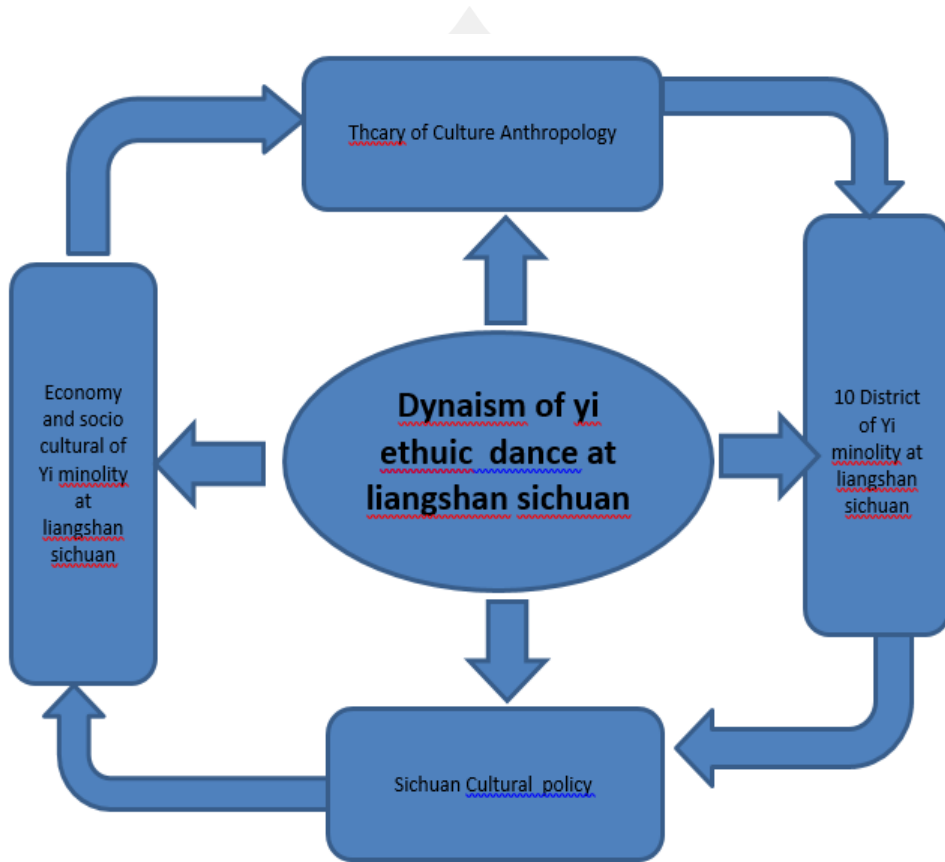 Thcary of Culture Anthropology
Economy
and socio
cultural of
Yi minolity
at
liangshan
sichuan
Dynaism of yi
ethuic dance at
liangshan sichuan
10 District
of Yi
minolity at
liangshan
sichuan
Sichuan Cultural policy